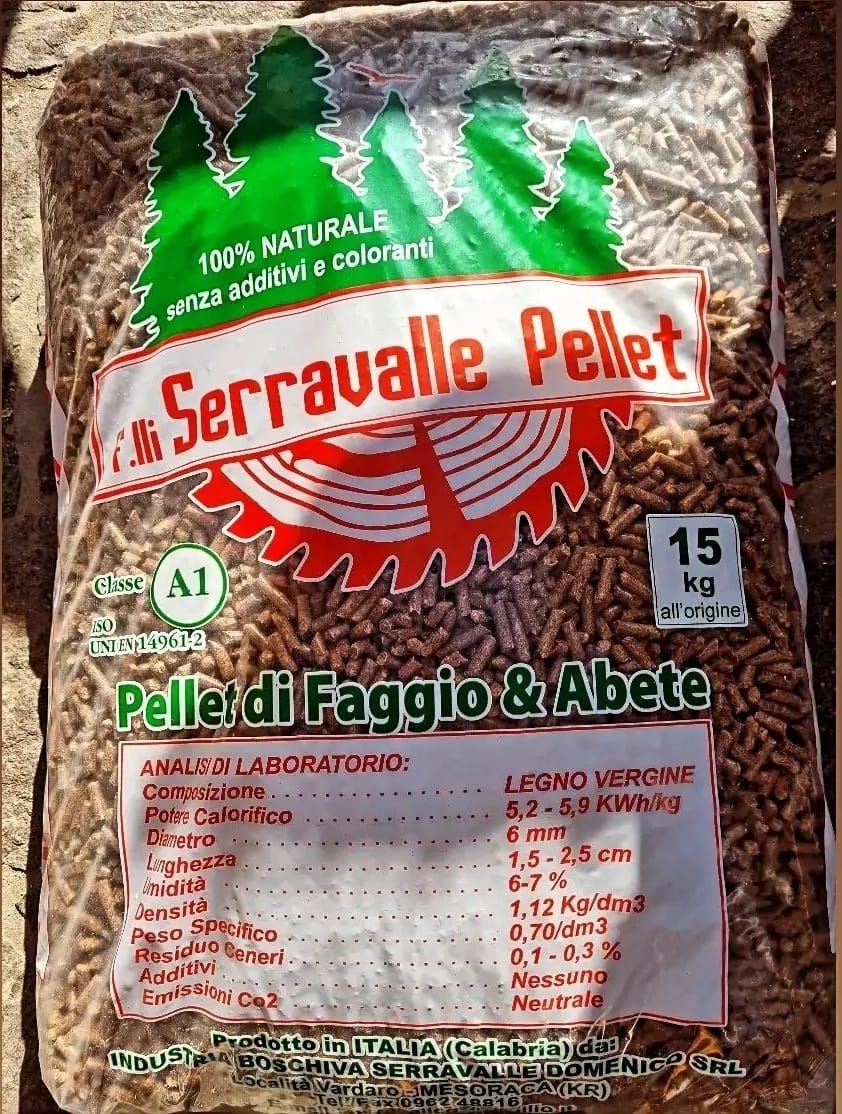 100% NATURALE
senza additivi e coloranti
F.lli Serravalle Pellet
15
kg
all'origine
Classe A1
ISO
UNI EN 14961-2
Pellet di Faggio & Abete
ANALISI DI LABORATORIO:
Composizione LEGNO VERGINE
Potere Calorifico 5,2 - 5,9 KWh/kg
Diametro 6 mm
Lunghezza 1,5 - 2,5 cm
Umidità 6-7 %
Densità 1,12 Kg/dm3
Peso Specifico 0,70/dm3
Residuo Ceneri 0,1 - 0,3 %
Additivi Nessuno
Emissioni Co2 Neutrale
Prodotto in ITALIA (Calabria) da:
INDUSTRIA BOSCHIVA SERRAVALLE DOMENICO SRL
Località Vardaro - MESORACA (KR)
Tel./Fax 0962 48816